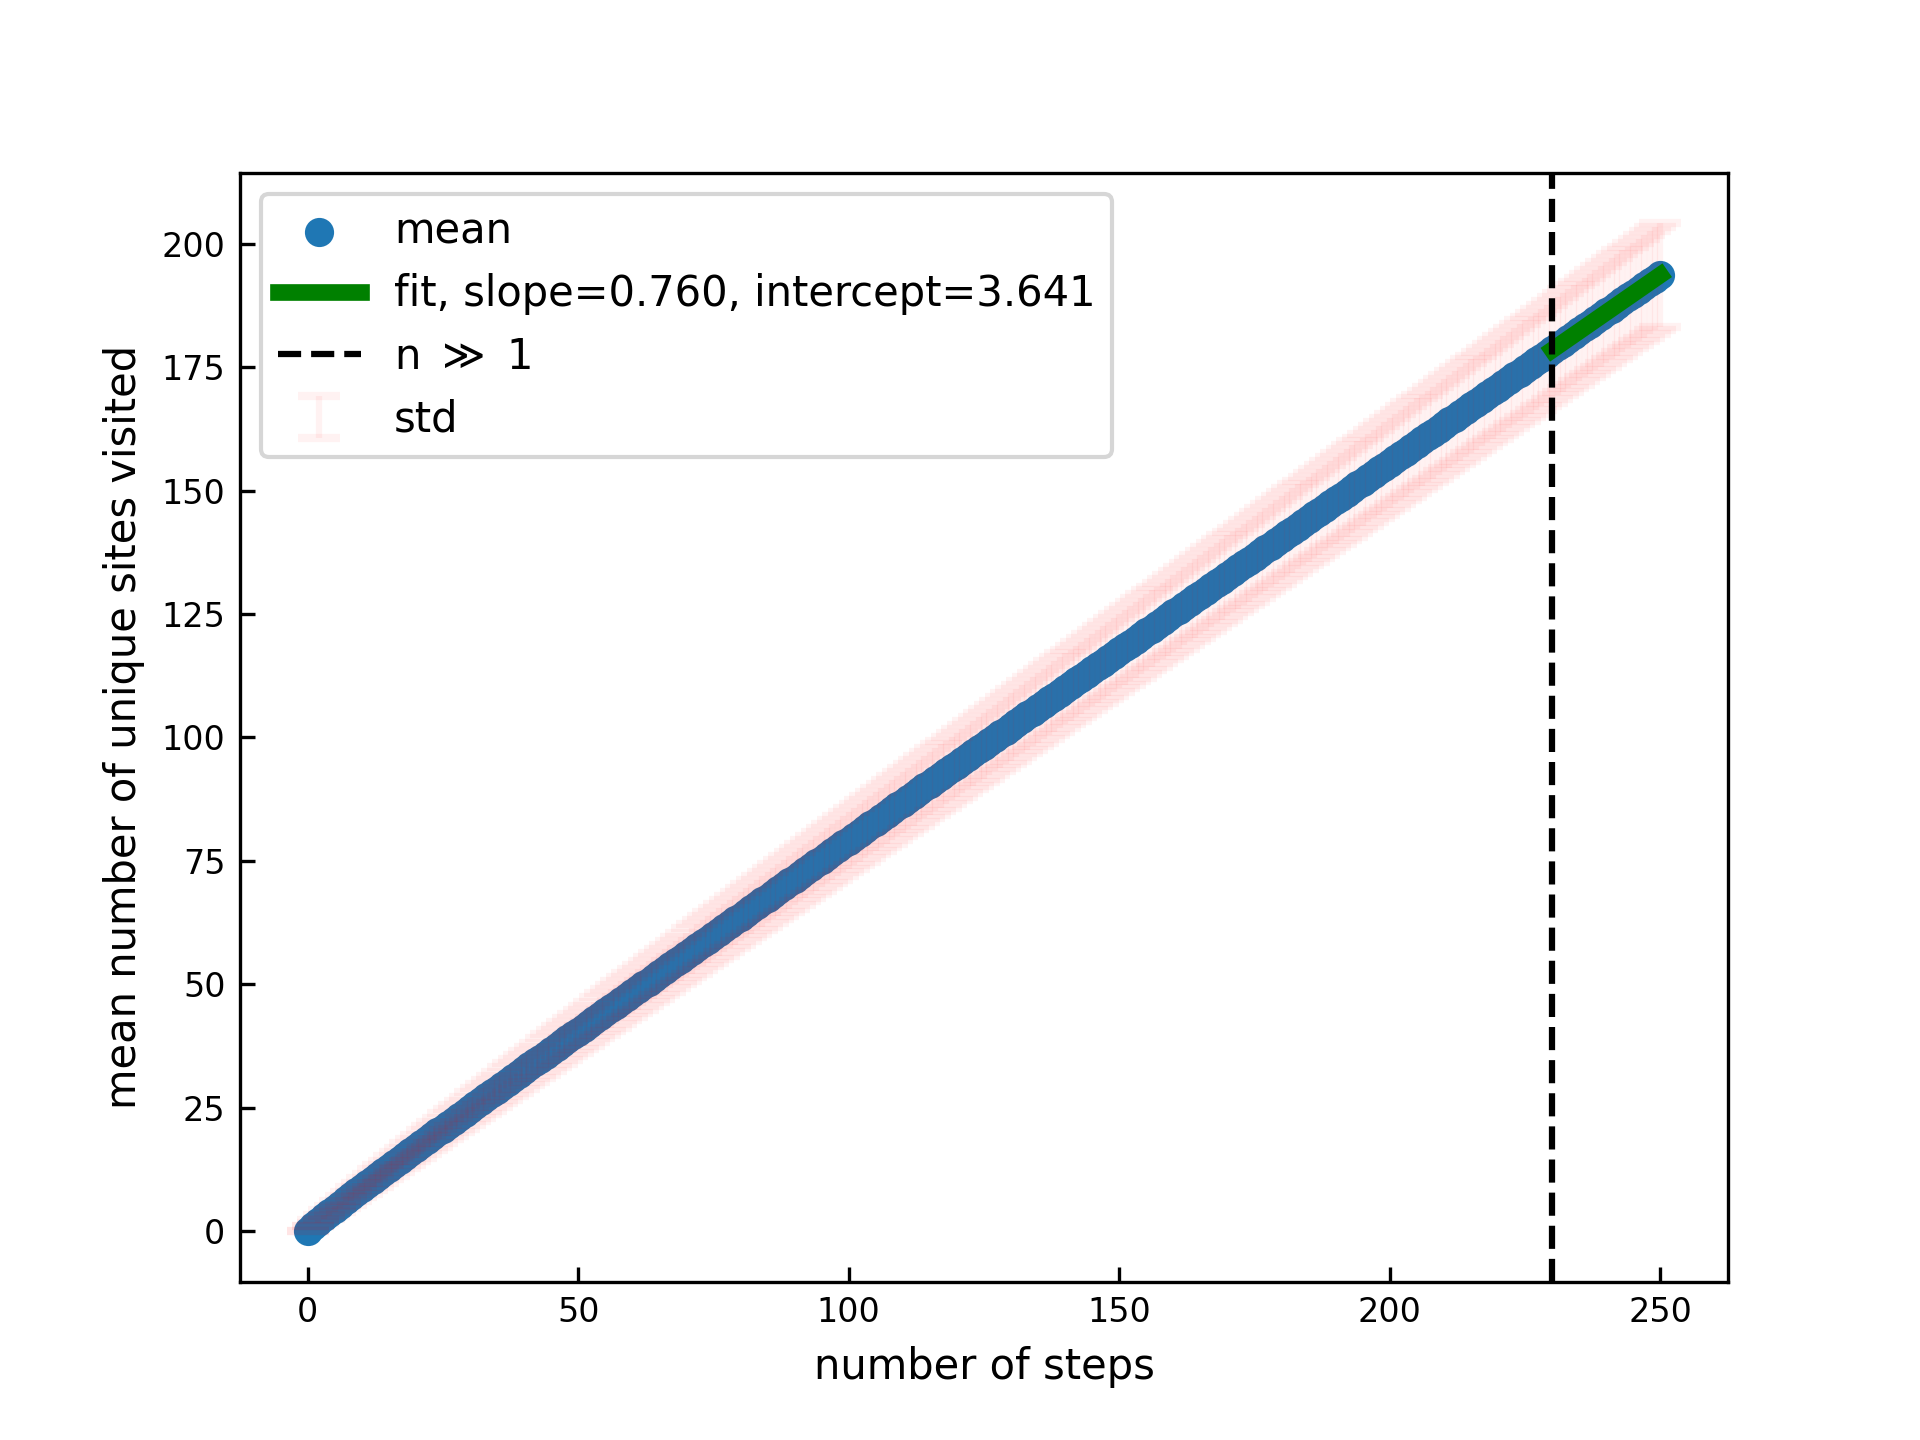 mean
fit, slope=0.760, intercept=3.641
n ≫ 1
std
mean number of unique sites visited
200
175
150
125
100
75
50
25
0
0 50 100 150 200 250
number of steps